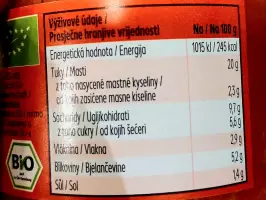 Výživové údaje /
Prosječne hranjive vrijednosti
Na / Na 100 g
Energetická hodnota / Energija 1015 kJ / 245 kcal
Tuky / Masti 20 g
z toho nasycené mastné kyseliny /
od kojih zasićene masne kiseline 2,3 g
Sacharidy / Ugljikohidrati 9,7 g
z toho cukry / od kojih šećeri 6,6 g
Vláknina / Vlakna 2,9 g
Bílkoviny / Bjelančevine 5,2 g
Sůl / Sol 1,4 g
BIO